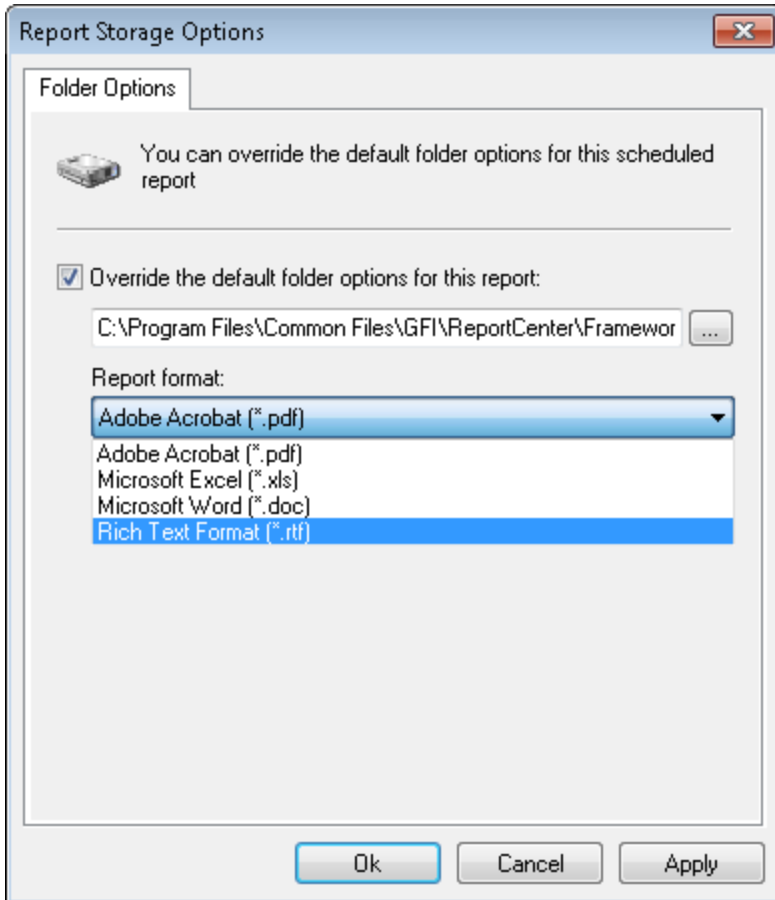 Report Storage Options
Folder Options
You can override the default folder options for this scheduled
report
Override the default folder options for this report:
C:\Program Files\Common Files\GFI\ReportCenter\Framewor
...
Report format:
Adobe Acrobat (*.pdf)
Adobe Acrobat (*.pdf)
Microsoft Excel (*.xls)
Microsoft Word (*.doc)
Rich Text Format (*.rtf)
Ok Cancel Apply